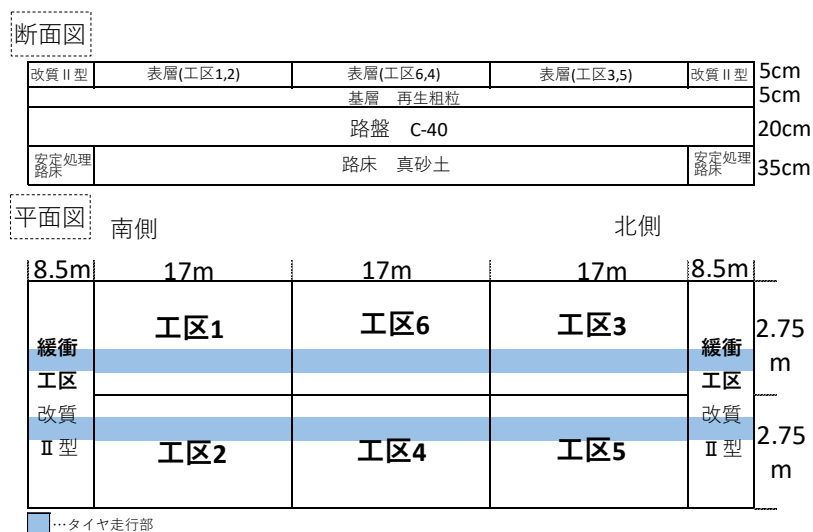 断面図
改質Ⅱ型 表層(工区1,2) 表層(工区6,4) 表層(工区3,5) 改質Ⅱ型 5cm
基層 再生粗粒 5cm
路盤 C-40 20cm
安定処理 路床 真砂土 安定処理 35cm
路床 路床
平面図 南側 北側
8.5m 17m 17m 17m 8.5m
工区1 工区6 工区3 2.75
緩衝 緩衝 m
工区 工区
改質 改質 2.75
Ⅱ型 工区2 工区4 工区5 Ⅱ型 m
…タイヤ走行部